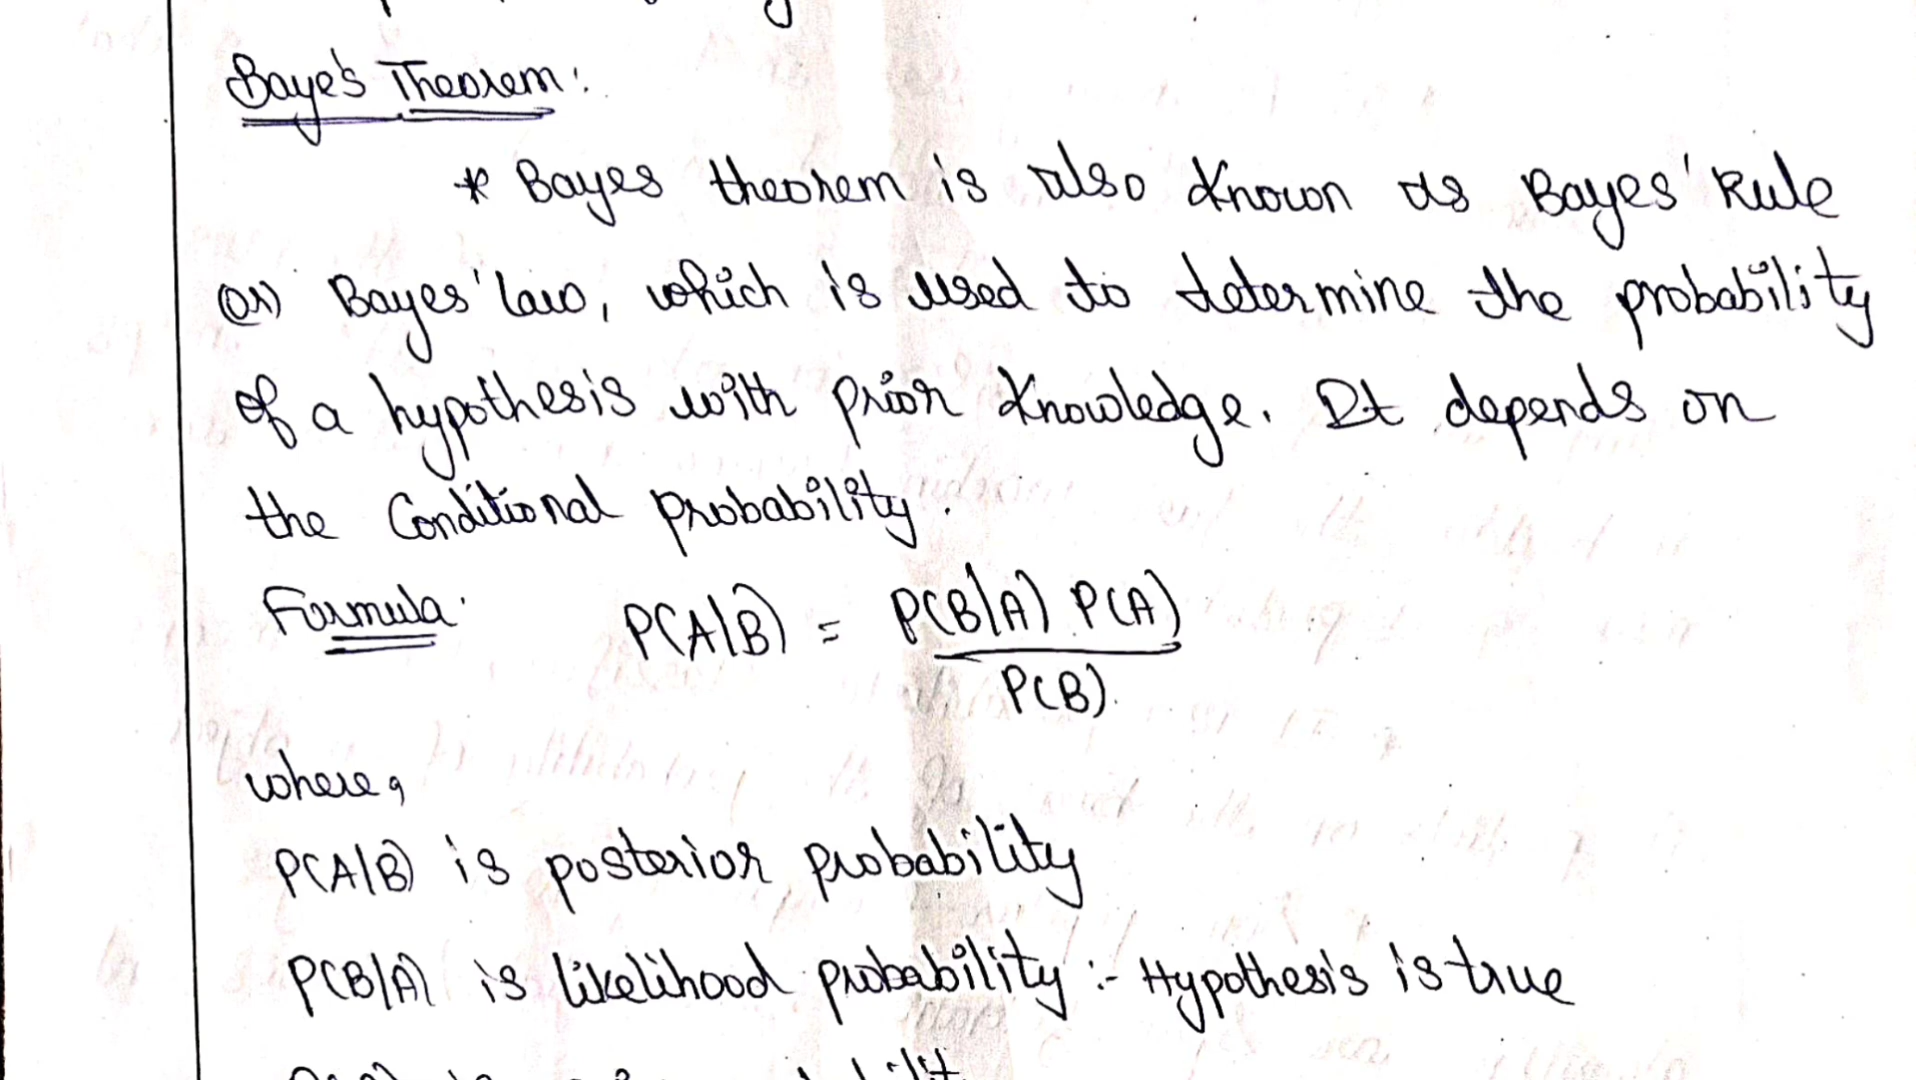 Baye's Theorem:
* Bayes theorem is also known as Bayes' Rule
(or) Bayes' law, which is used to determine the probability
of a hypothesis with prior knowledge. It depends on
the Conditional probability.
Formula: P(A|B) = P(B|A) P(A) / P(B).
where,
P(A|B) is posterior probability
P(B|A) is likelihood probability :- Hypothesis is true